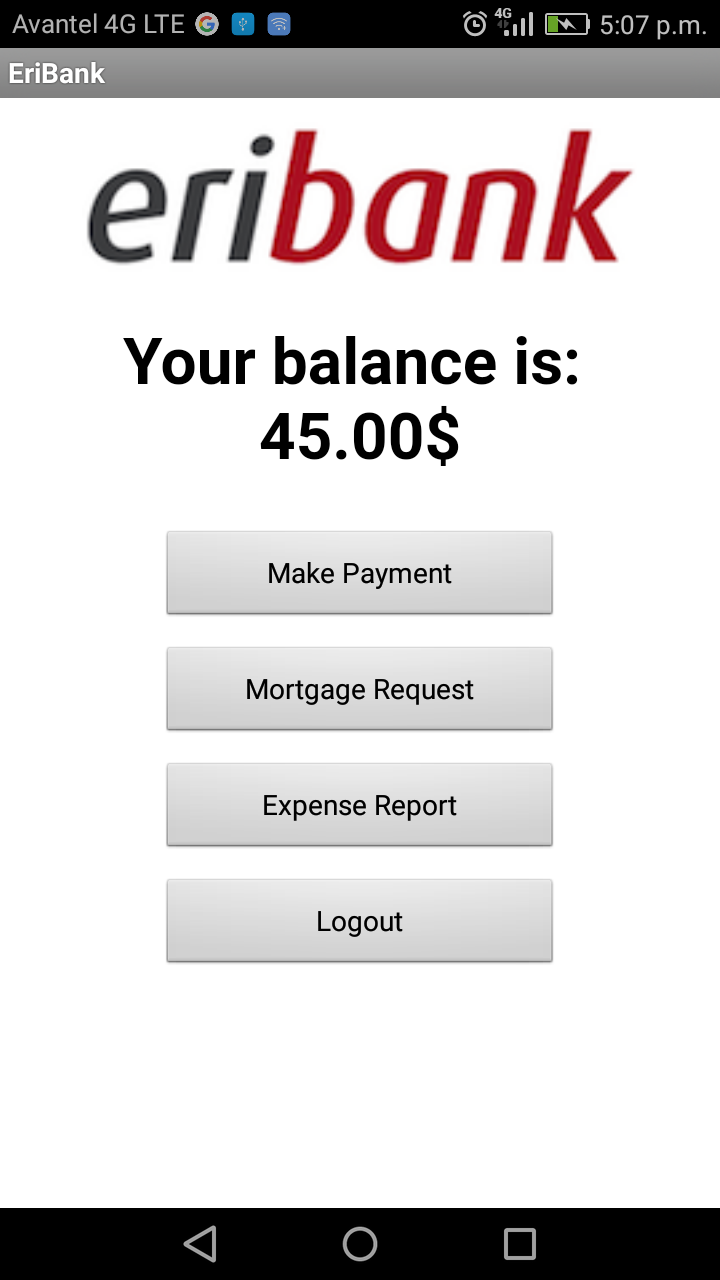 Avantel 4G LTE 4G 5:07 p.m.
EriBank
eribank
Your balance is:
45.00$
Make Payment
Mortgage Request
Expense Report
Logout